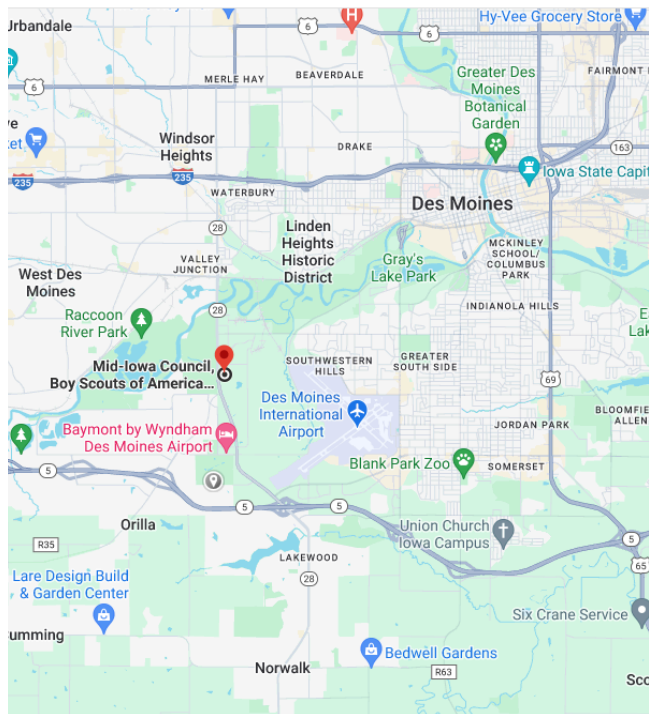 Urbandale
6
H
6
Hy-Vee Grocery Store
6
MERLE HAY
BEAVERDALE
Greater Des
Moines
Botanical
Garden
FAIRMONT
6
Windsor
Heights
DRAKE
163
235
235
Iowa State Capit
WATERBURY
Des Moines
28
Linden
Heights
Historic
District
MCKINLEY
SCHOOL/
COLUMBUS
PARK
VALLEY
JUNCTION
Gray's
Lake Park
West Des
Moines
28
INDIANOLA HILLS
Raccoon
River Park
SOUTHWESTERN
HILLS
GREATER
SOUTH SIDE
Mid-Iowa Council,
Boy Scouts of America...
69
Des Moines
International
Airport
Baymont by Wyndham
Des Moines Airport
JORDAN PARK
BLOOMFIE
ALLEN
Blank Park Zoo
SOMERSET
5
5
5
Orilla
Union Church
Iowa Campus
5
R35
LAKEWOOD
28
65
Lare Design Build
& Garden Center
Six Crane Service
umming
Bedwell Gardens
Norwalk
R63
Sco